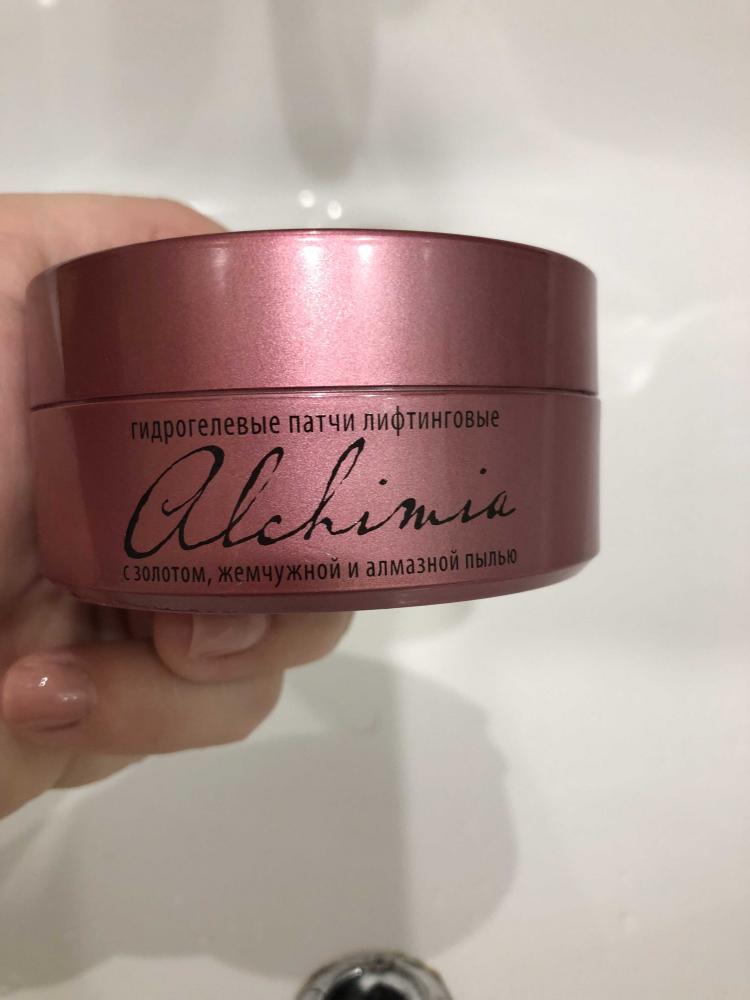 гидрогелевые патчи лифтинговые
Alchimia
с золотом, жемчужной и алмазной пылью